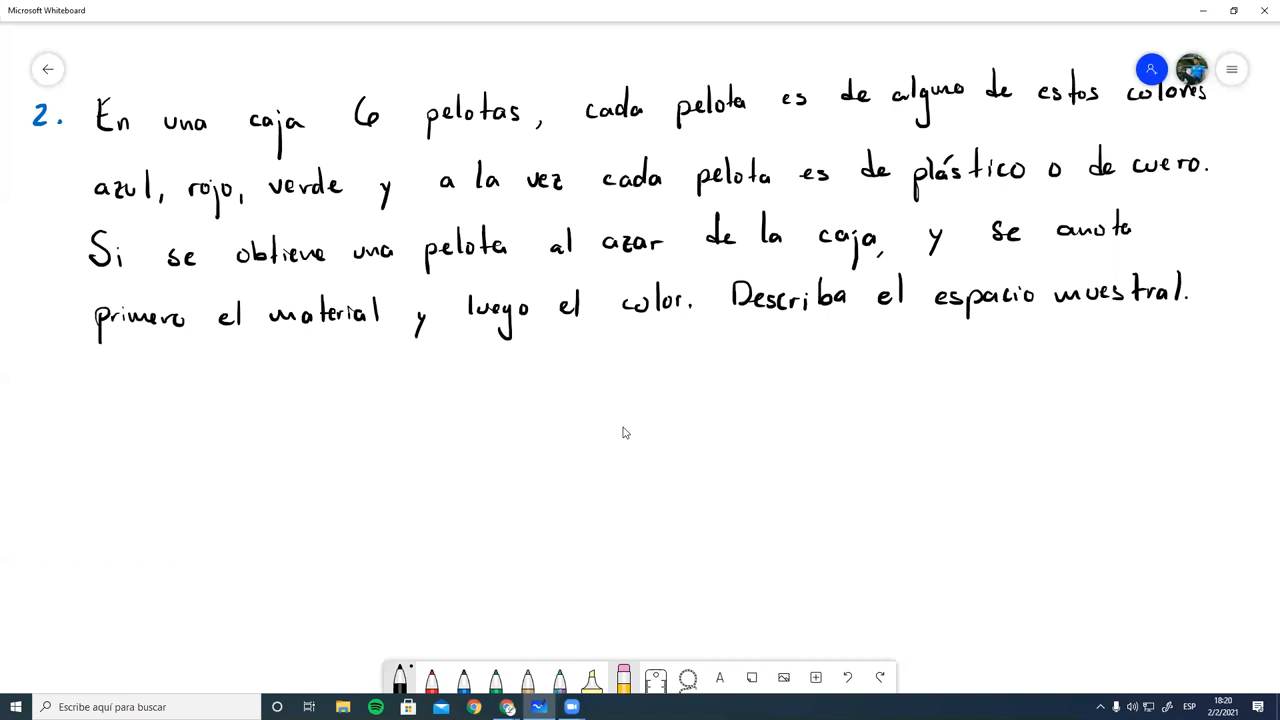 Microsoft Whiteboard
2. En una caja 6 pelotas, cada pelota es de alguno de estos colores
azul, rojo, verde y a la vez cada pelota es de plástico o de cuero.
Si se obtiene una pelota al azar de la caja, y se anota
primero el material y luego el color. Describa el espacio muestral.
A
Escribe aquí para buscar
ESP
18:20
2/2/2021